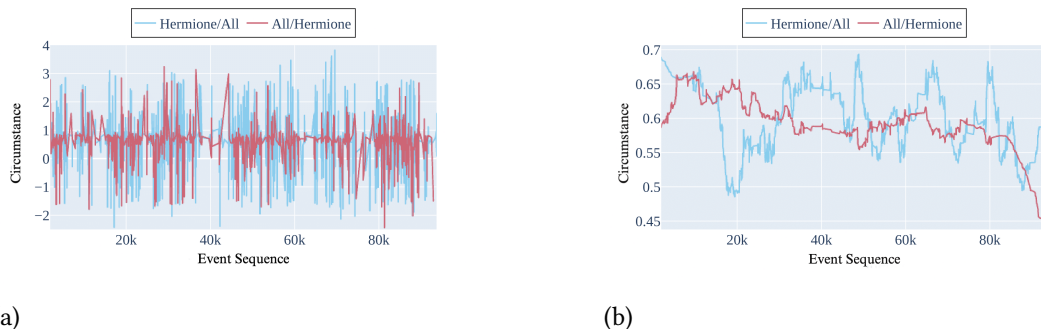 Hermione/All All/Hermione
4
3
2
1
0
−1
−2
Circumstance
20k 40k 60k 80k
Event Sequence
a)
Hermione/All All/Hermione
0.7
0.65
0.6
0.55
0.5
0.45
Circumstance
20k 40k 60k 80k
Event Sequence
(b)